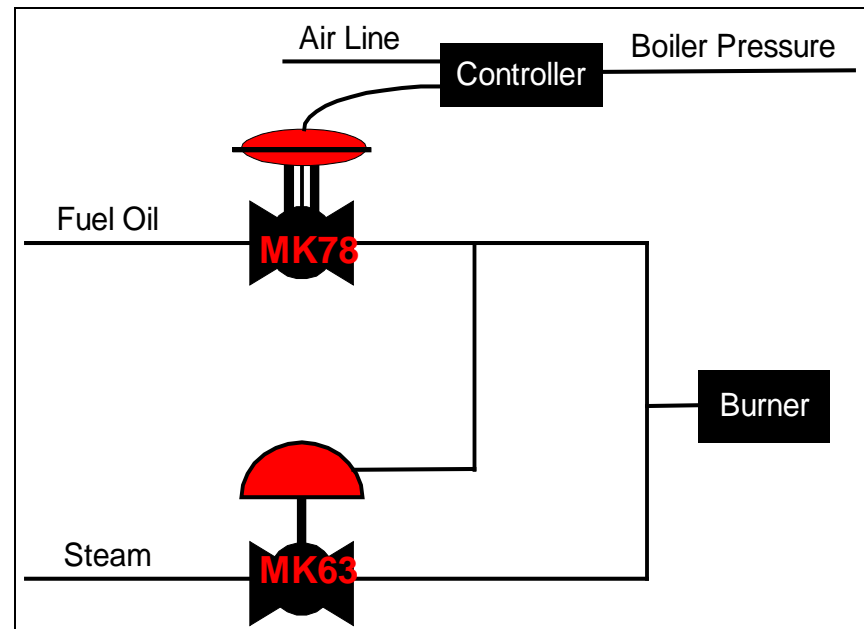 Air Line
Boiler Pressure
Controller
Fuel Oil
MK78
Burner
Steam
MK63